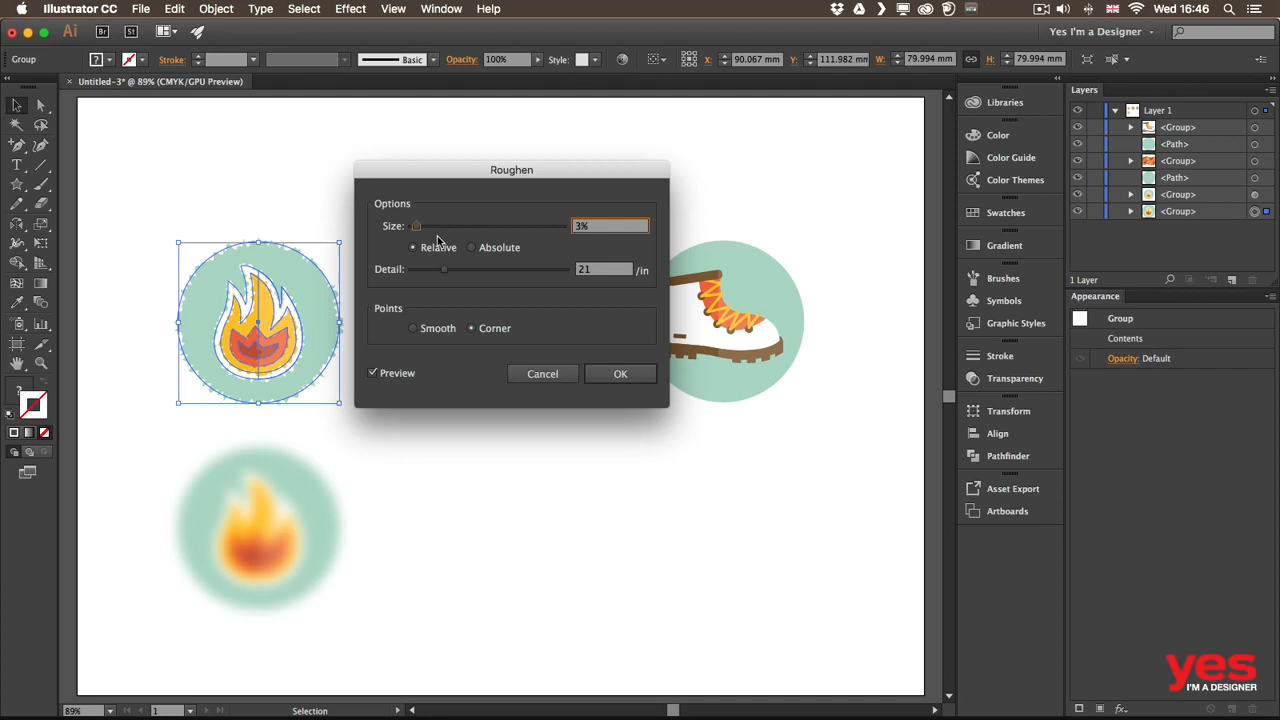 Illustrator CC File Edit Object Type Select Effect View Window Help Wed 16:46
Ai Br St Yes I'm a Designer
Group Stroke: Basic Opacity: 100% Style: X: 90.067 mm Y: 111.982 mm W: 79.994 mm H: 79.994 mm
× Untitled-3* @ 89% (CMYK/GPU Preview)
Layers
Libraries
Layer 1
<Group>
Color
<Path>
Color Guide
<Group>
Color Themes
<Path>
<Group>
Swatches
<Group>
Gradient
Brushes
1 Layer
Symbols
Appearance
Graphic Styles
Group
Contents
Stroke
Opacity: Default
Transparency
Transform
Align
Pathfinder
Asset Export
Artboards
Roughen
Options
Size: 3%
Relative Absolute
Detail: 21 /in
Points
Smooth Corner
Preview Cancel OK
?
yes
I'M A DESIGNER
89% 1 Selection
fx